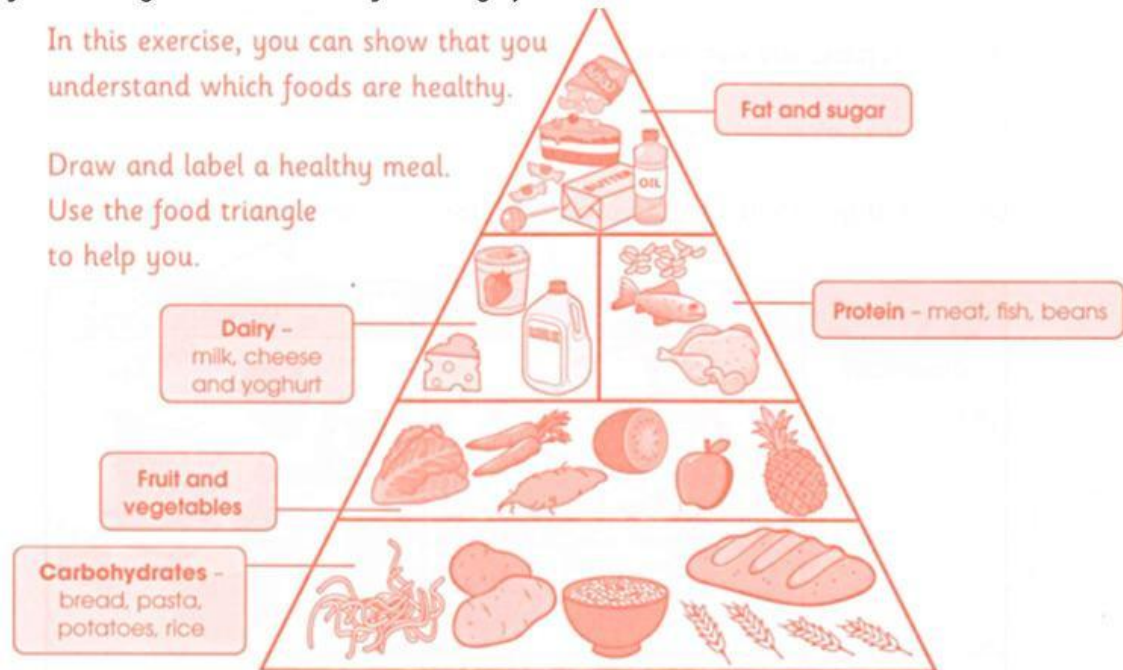 In this exercise, you can show that you
understand which foods are healthy.
Draw and label a healthy meal.
Use the food triangle
to help you.
Fat and sugar
BUTTER
OIL
Dairy –
milk, cheese
and yoghurt
Protein – meat, fish, beans
Fruit and
vegetables
Carbohydrates –
bread, pasta,
potatoes, rice